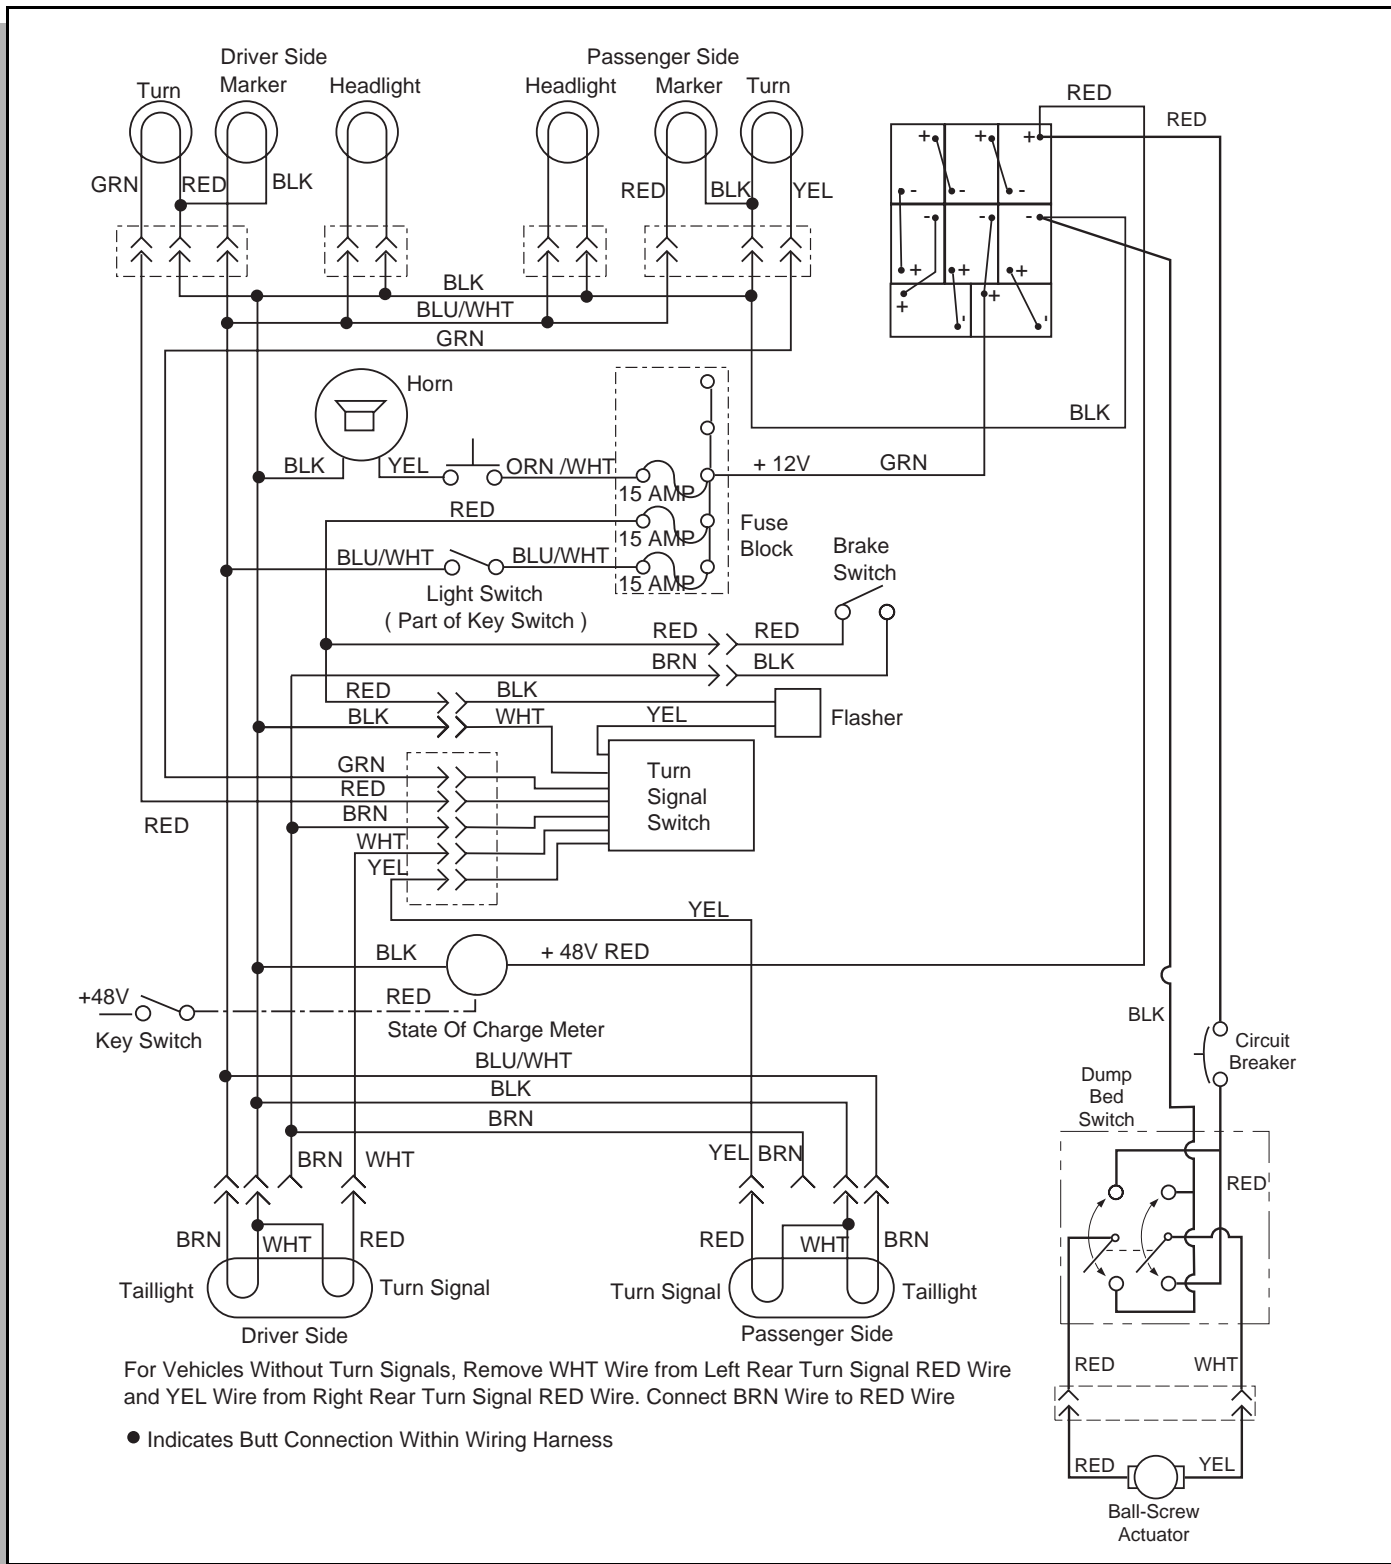 Driver Side
Passenger Side
Turn
Marker
Headlight
Headlight
Marker
Turn
RED
RED
GRN
RED
BLK
RED
BLK
YEL
+
+
+
-
-
-
-
-
-
+
+
+
+
+
-
-
BLK
BLU/WHT
GRN
Horn
BLK
BLK
YEL
ORN /WHT
+ 12V
GRN
15 AMP
RED
15 AMP
Fuse
Block
BLU/WHT
BLU/WHT
15 AMP
Brake
Switch
Light Switch
( Part of Key Switch )
RED
RED
BRN
BLK
RED
BLK
BLK
WHT
YEL
Flasher
GRN
RED
BRN
WHT
YEL
Turn
Signal
Switch
RED
YEL
BLK
+ 48V RED
+48V
RED
Key Switch
State Of Charge Meter
BLK
Circuit
Breaker
BLU/WHT
BLK
BRN
Dump
Bed
Switch
BRN
WHT
YEL
BRN
RED
BRN
WHT
RED
RED
WHT
BRN
Taillight
Turn Signal
Turn Signal
Taillight
Driver Side
Passenger Side
RED
WHT
For Vehicles Without Turn Signals, Remove WHT Wire from Left Rear Turn Signal RED Wire
and YEL Wire from Right Rear Turn Signal RED Wire. Connect BRN Wire to RED Wire
Indicates Butt Connection Within Wiring Harness
RED
YEL
Ball-Screw
Actuator